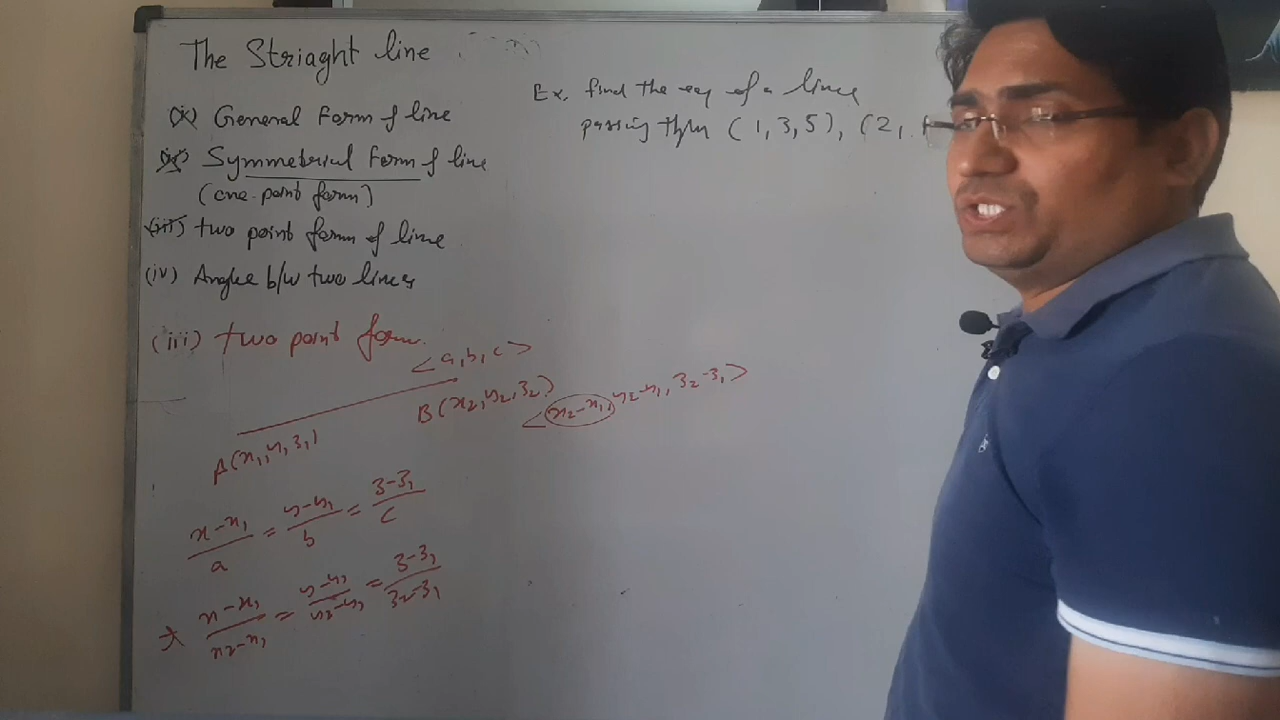 The Striaght line
(i) General Form of line
(ii) Symmetrical Form of line
(one-point form)
(iii) two point form of line
(iv) Angle b/w two lines
Ex. find the eq of a line
passing thru (1,3,5), (2,
(iii) two point form.
<a,b,c>
A(x₁,y₁,z₁)
B(x₂,y₂,z₂)
<x₂-x₁, y₂-y₁, z₂-z₁>
x-x₁/a = y-y₁/b = z-z₁/c
x-x₁/x₂-x₁ = y-y₁/y₂-y₁ = z-z₁/z₂-z₁